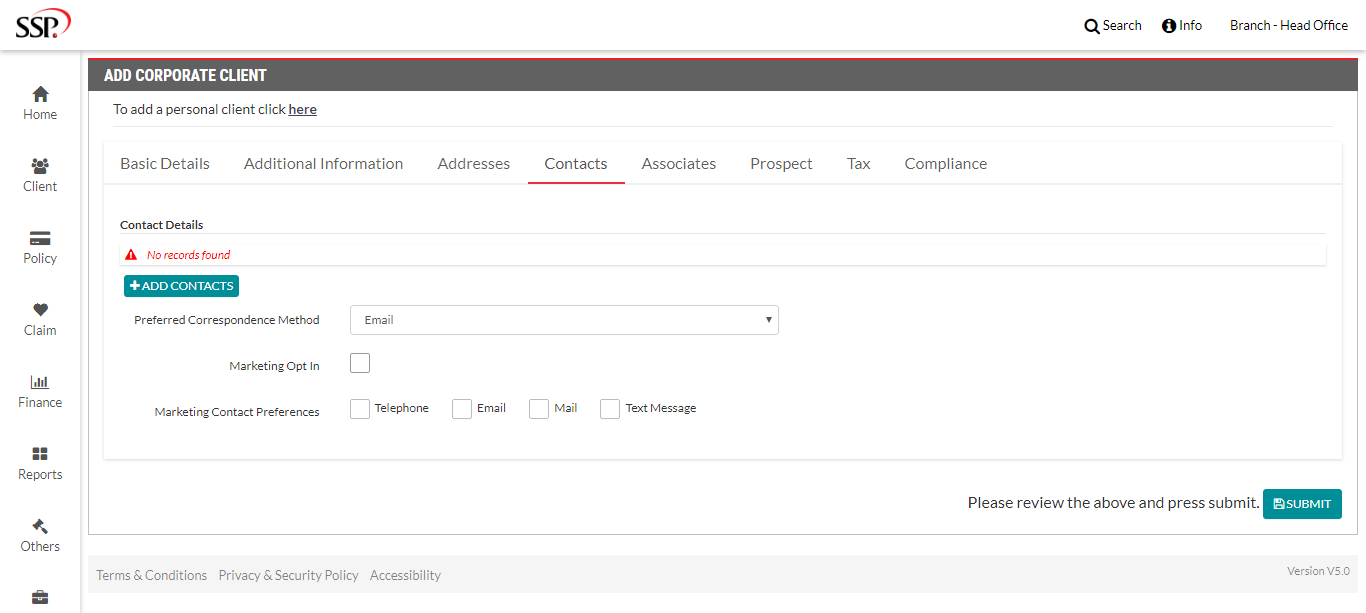 SSP.
Search Info Branch - Head Office
ADD CORPORATE CLIENT
To add a personal client click here
Home
Client
Policy
Claim
Finance
Reports
Others
Basic Details Additional Information Addresses Contacts Associates Prospect Tax Compliance
Contact Details
No records found
ADD CONTACTS
Preferred Correspondence Method Email
Marketing Opt In
Marketing Contact Preferences Telephone Email Mail Text Message
Please review the above and press submit. SUBMIT
Terms & Conditions Privacy & Security Policy Accessibility Version V5.0